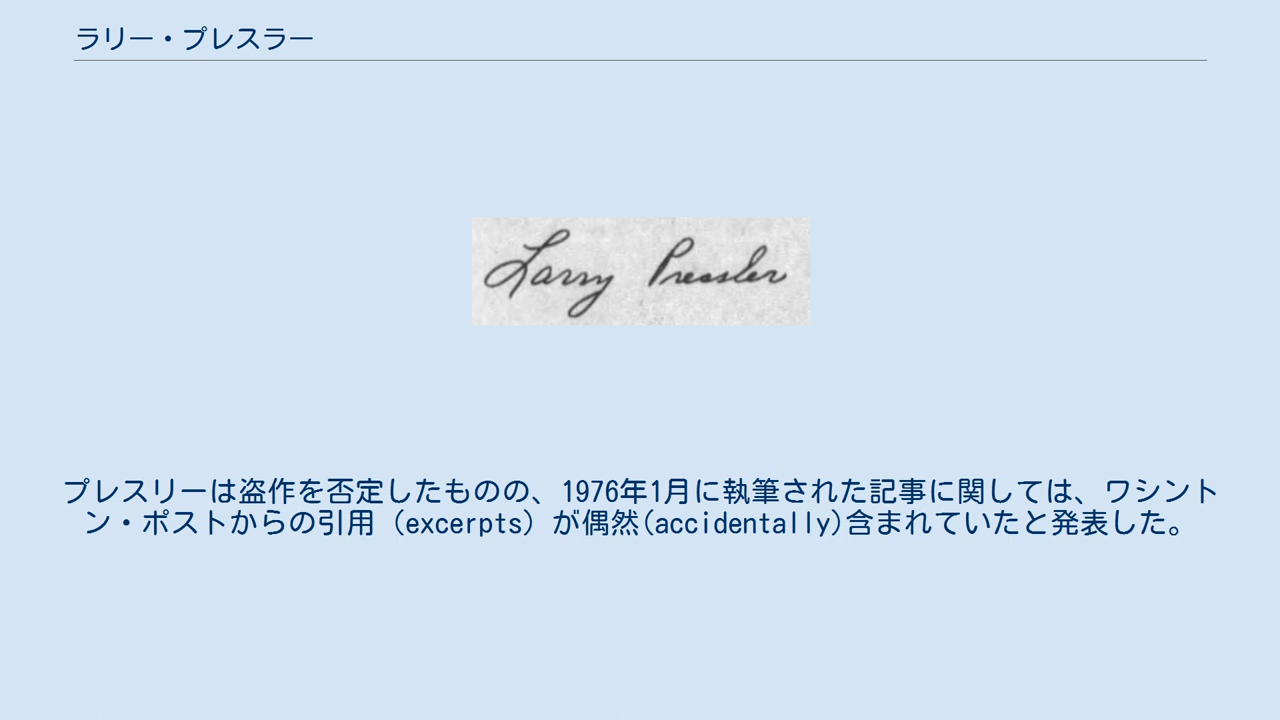 ラリー・プレスラー
Larry Pressler
プレスリーは盗作を否定したものの、1976年1月に執筆された記事に関しては、ワシント
ン・ポストからの引用（excerpts）が偶然(accidentally)含まれていたと発表した。